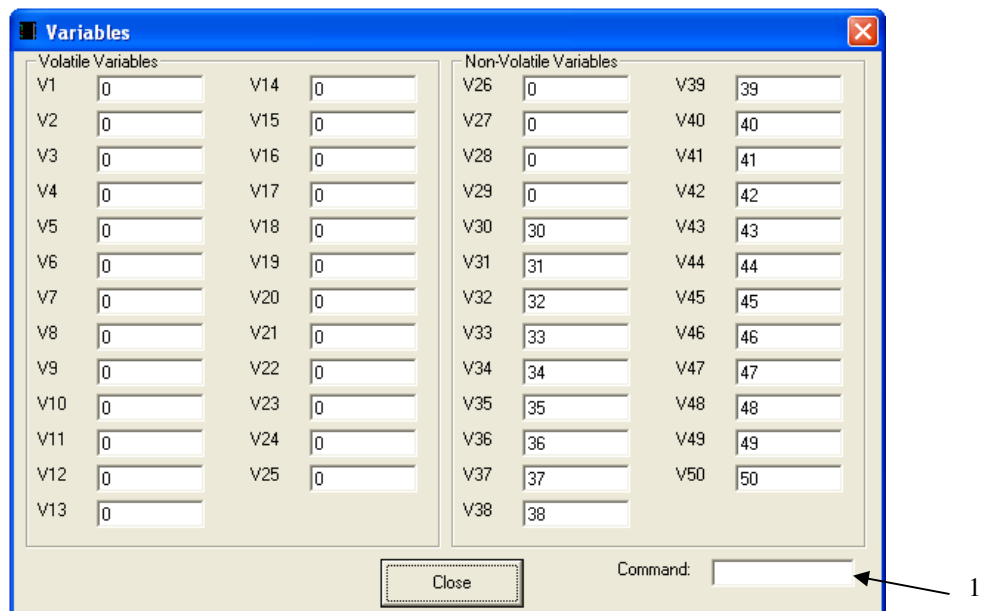 Variables
Volatile Variables Non-Volatile Variables
V1 0 V14 0 V26 0 V39 39
V2 0 V15 0 V27 0 V40 40
V3 0 V16 0 V28 0 V41 41
V4 0 V17 0 V29 0 V42 42
V5 0 V18 0 V30 30 V43 43
V6 0 V19 0 V31 31 V44 44
V7 0 V20 0 V32 32 V45 45
V8 0 V21 0 V33 33 V46 46
V9 0 V22 0 V34 34 V47 47
V10 0 V23 0 V35 35 V48 48
V11 0 V24 0 V36 36 V49 49
V12 0 V25 0 V37 37 V50 50
V13 0 V38 38
Close Command: 1